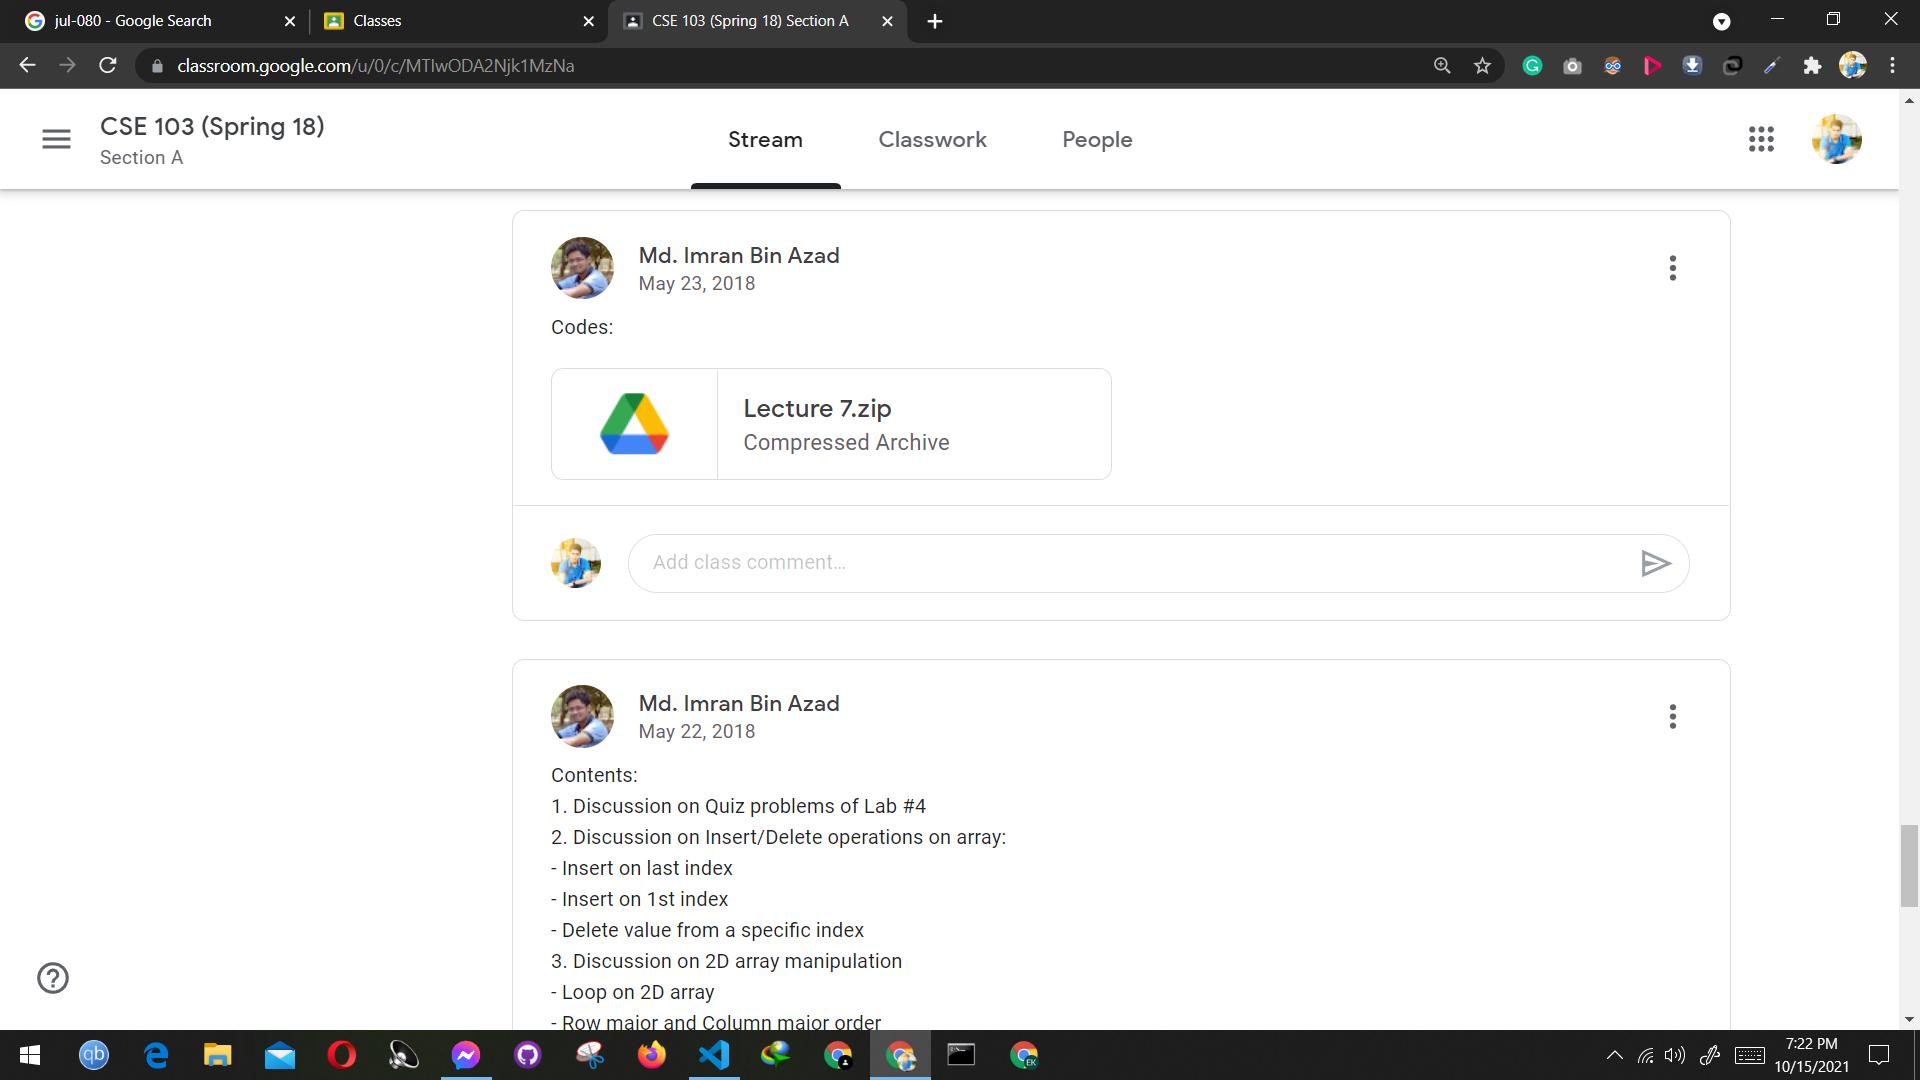 jul-080 - Google Search
Classes
CSE 103 (Spring 18) Section A
classroom.google.com/u/0/c/MTIwODA2Njk1MzNa
CSE 103 (Spring 18)
Section A
Stream
Classwork
People
Md. Imran Bin Azad
May 23, 2018
Codes:
Lecture 7.zip
Compressed Archive
Add class comment...
Md. Imran Bin Azad
May 22, 2018
Contents:
1. Discussion on Quiz problems of Lab #4
2. Discussion on Insert/Delete operations on array:
- Insert on last index
- Insert on 1st index
- Delete value from a specific index
3. Discussion on 2D array manipulation
- Loop on 2D array
- Row major and Column major order
qb
EK
7:22 PM
10/15/2021